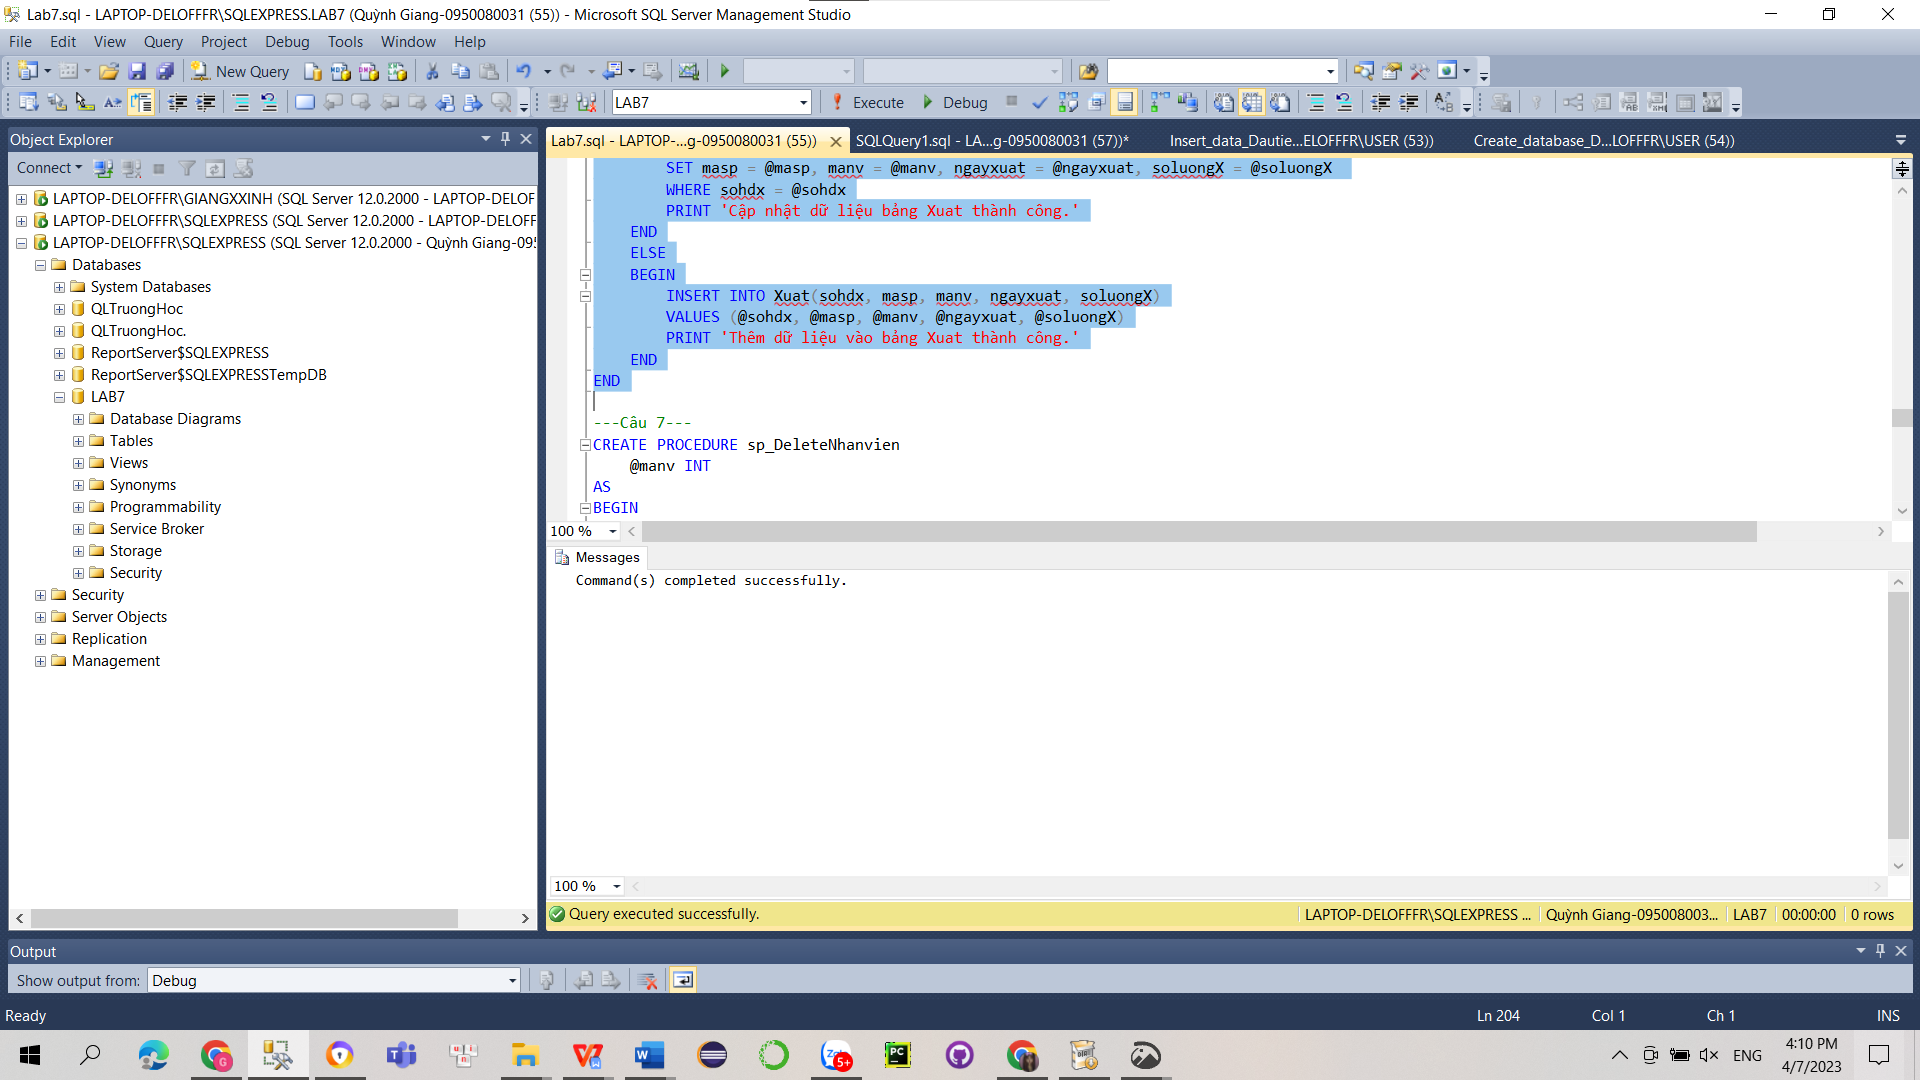 Lab7.sql - LAPTOP-DELOFFFR\SQLEXPRESS.LAB7 (Quỳnh Giang-0950080031 (55)) - Microsoft SQL Server Management Studio
File Edit View Query Project Debug Tools Window Help
New Query
LAB7 Execute Debug
Object Explorer
Connect
LAPTOP-DELOFFFR\GIANGXXINH (SQL Server 12.0.2000 - LAPTOP-DELOF
LAPTOP-DELOFFFR\SQLEXPRESS (SQL Server 12.0.2000 - LAPTOP-DELOFF
LAPTOP-DELOFFFR\SQLEXPRESS (SQL Server 12.0.2000 - Quỳnh Giang-095
Databases
System Databases
QLTruongHoc
QLTruongHoc.
ReportServer$SQLEXPRESS
ReportServer$SQLEXPRESSTempDB
LAB7
Database Diagrams
Tables
Views
Synonyms
Programmability
Service Broker
Storage
Security
Security
Server Objects
Replication
Management
Lab7.sql - LAPTOP-...g-0950080031 (55)) SQLQuery1.sql - LA...g-0950080031 (57))* Insert_data_Dautie...ELOFFFR\USER (53)) Create_database_D...LOFFFR\USER (54))
SET masp = @masp, manv = @manv, ngayxuat = @ngayxuat, soluongX = @soluongX
WHERE sohdx = @sohdx
PRINT 'Cập nhật dữ liệu bảng Xuat thành công.'
END
ELSE
BEGIN
INSERT INTO Xuat(sohdx, masp, manv, ngayxuat, soluongX)
VALUES (@sohdx, @masp, @manv, @ngayxuat, @soluongX)
PRINT 'Thêm dữ liệu vào bảng Xuat thành công.'
END
END
---Câu 7---
CREATE PROCEDURE sp_DeleteNhanvien
@manv INT
AS
BEGIN
100 %
Messages
Command(s) completed successfully.
100 %
Query executed successfully. LAPTOP-DELOFFFR\SQLEXPRESS ... Quỳnh Giang-095008003... LAB7 00:00:00 0 rows
Output
Show output from: Debug
Ready Ln 204 Col 1 Ch 1 INS
5+ PC ENG
4:10 PM
4/7/2023